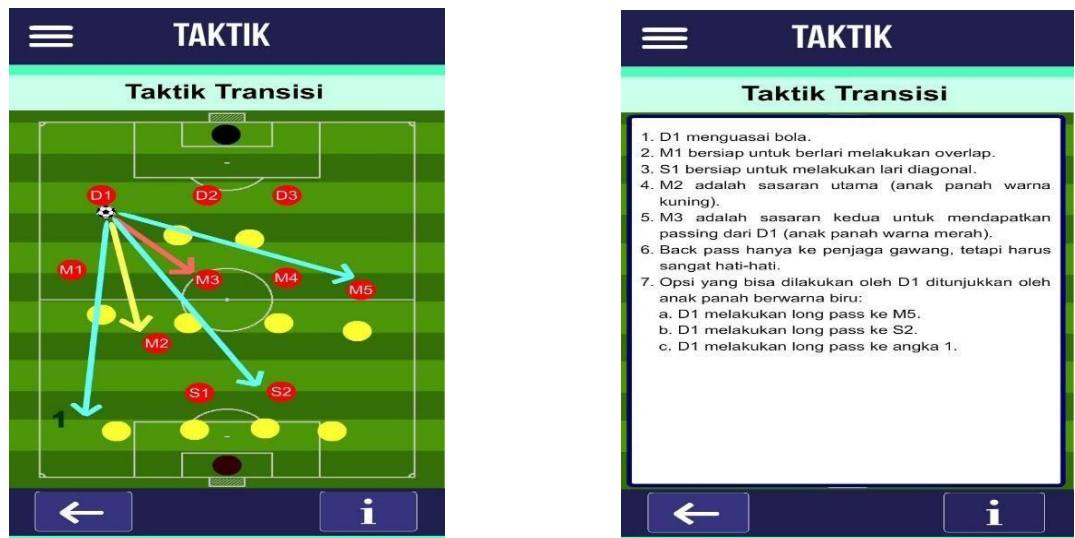 TAKTIK
Taktik Transisi
D1
D2
D3
M1
M3
M4
M5
M2
S1
S2
1
i
TAKTIK
Taktik Transisi
1. D1 menguasai bola.
2. M1 bersiap untuk berlari melakukan overlap.
3. S1 bersiap untuk melakukan lari diagonal.
4. M2 adalah sasaran utama (anak panah warna
kuning).
5. M3 adalah sasaran kedua untuk mendapatkan
passing dari D1 (anak panah warna merah).
6. Back pass hanya ke penjaga gawang, tetapi harus
sangat hati-hati.
7. Opsi yang bisa dilakukan oleh D1 ditunjukkan oleh
anak panah berwarna biru:
a. D1 melakukan long pass ke M5.
b. D1 melakukan long pass ke S2.
c. D1 melakukan long pass ke angka 1.
i